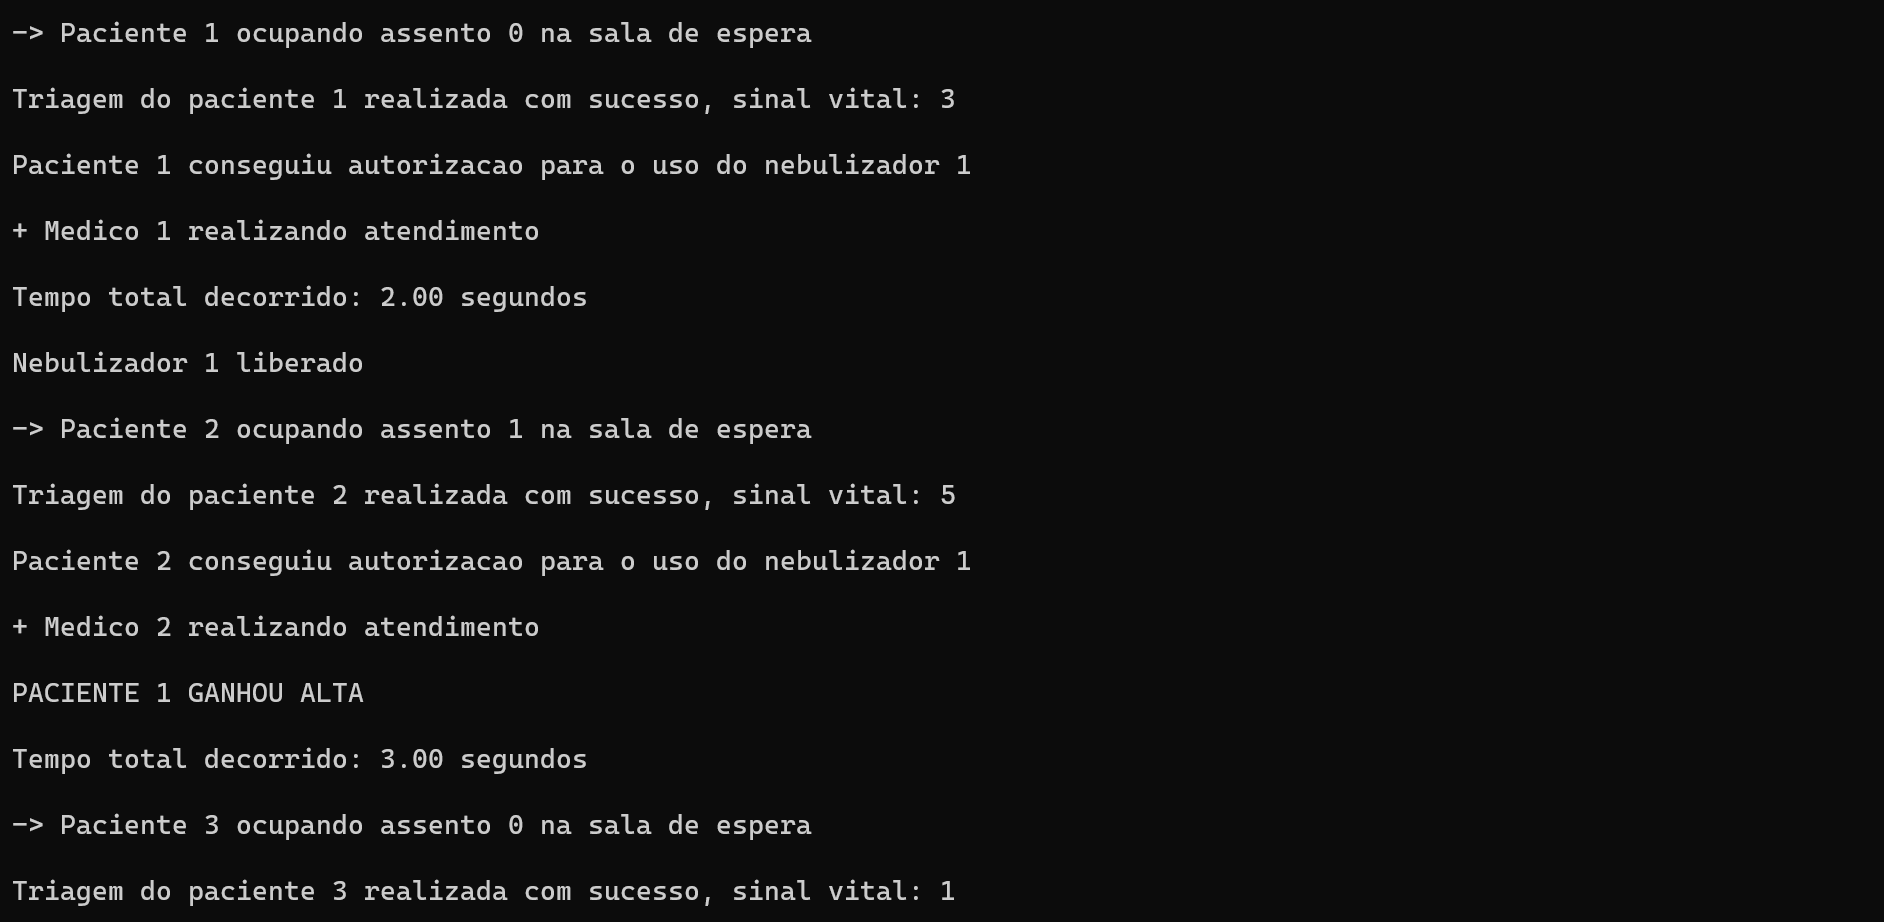 -> Paciente 1 ocupando assento 0 na sala de espera
Triagem do paciente 1 realizada com sucesso, sinal vital: 3
Paciente 1 conseguiu autorizacao para o uso do nebulizador 1
+ Medico 1 realizando atendimento
Tempo total decorrido: 2.00 segundos
Nebulizador 1 liberado
-> Paciente 2 ocupando assento 1 na sala de espera
Triagem do paciente 2 realizada com sucesso, sinal vital: 5
Paciente 2 conseguiu autorizacao para o uso do nebulizador 1
+ Medico 2 realizando atendimento
PACIENTE 1 GANHOU ALTA
Tempo total decorrido: 3.00 segundos
-> Paciente 3 ocupando assento 0 na sala de espera
Triagem do paciente 3 realizada com sucesso, sinal vital: 1